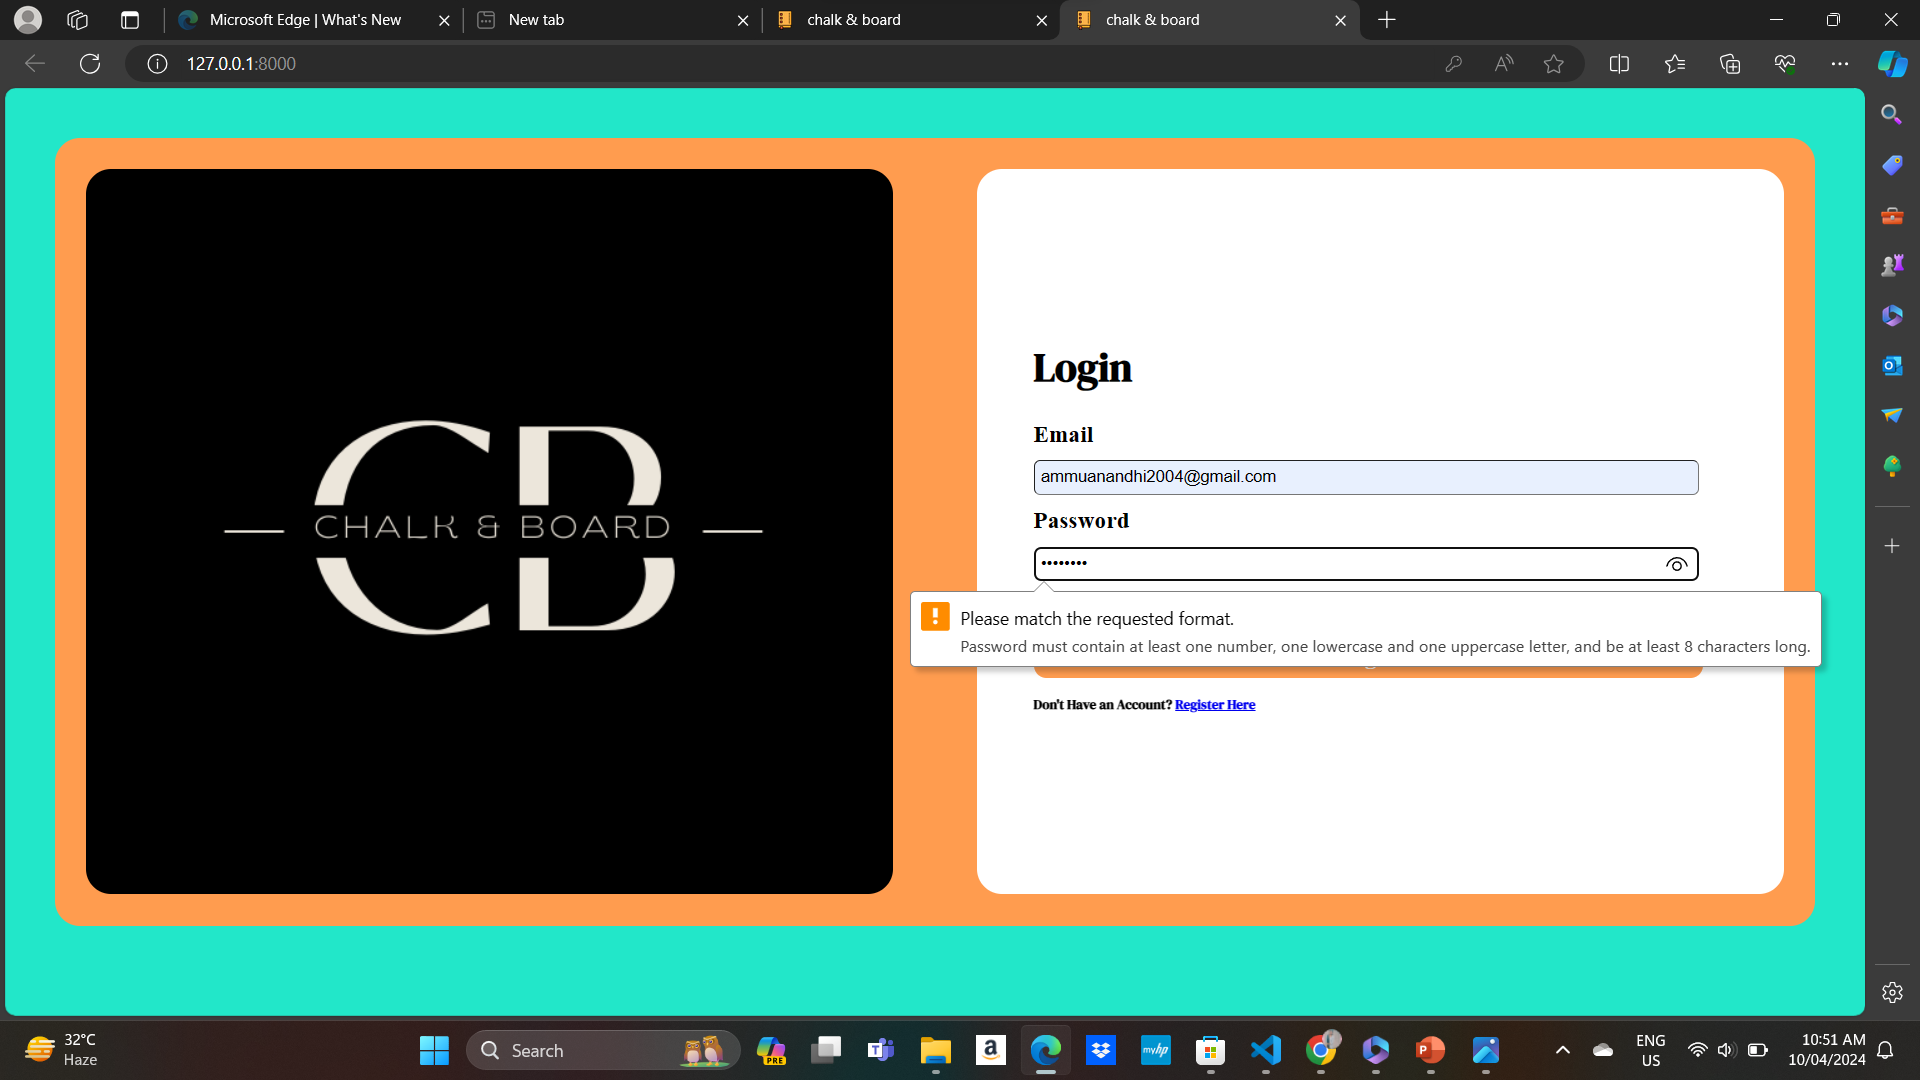 Microsoft Edge | What's New
New tab
chalk & board
chalk & board
127.0.0.1:8000
CHALK & BOARD
Login
Email
ammuanandhi2004@gmail.com
Password
••••••••
Please match the requested format.
Password must contain at least one number, one lowercase and one uppercase letter, and be at least 8 characters long.
Don't Have an Account? Register Here
32°C
Haze
Search
PRE
a
myhp
P
ENG
US
10:51 AM
10/04/2024